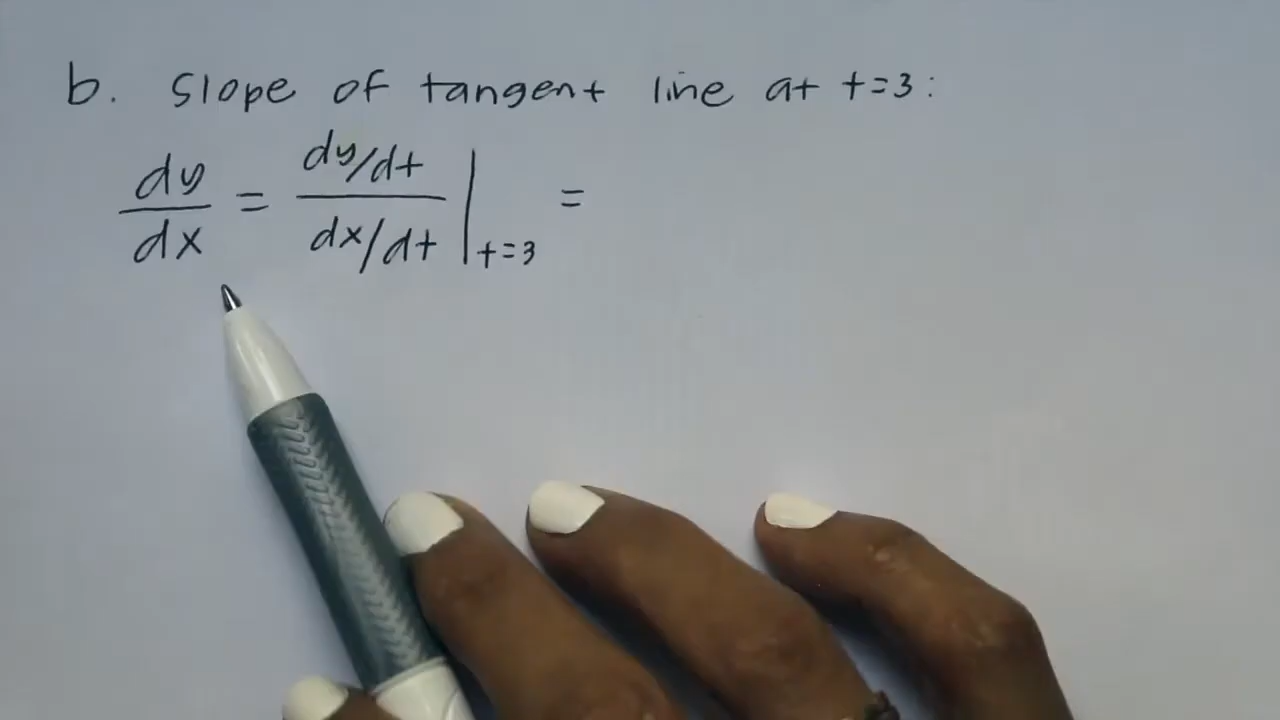 b. Slope of tangent line at t=3:
dy/dx = (dy/dt)/(dx/dt) |t=3 =